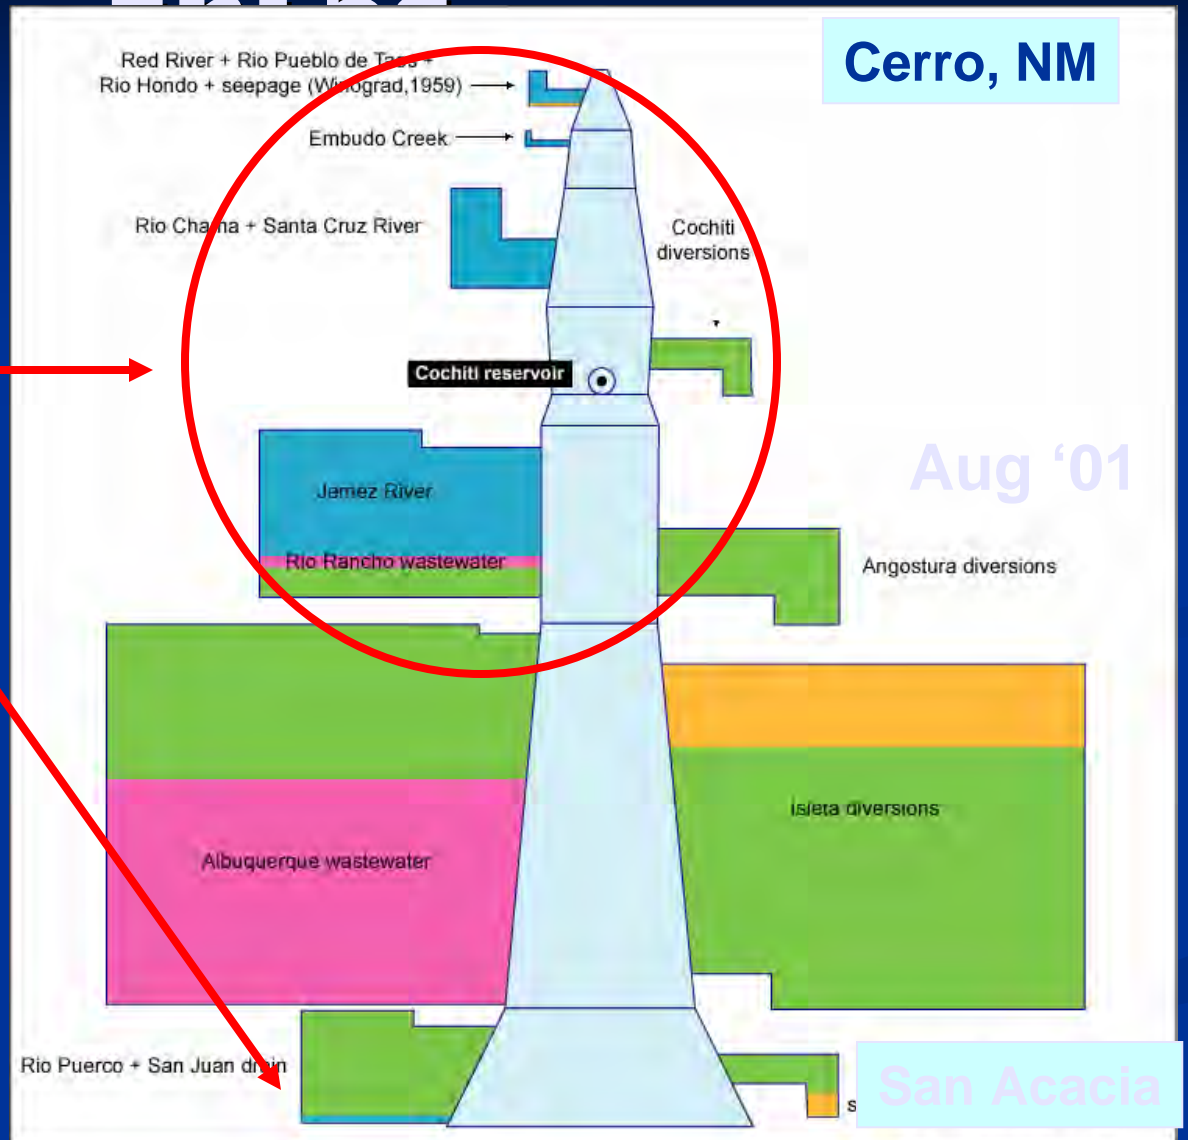 Cerro, NM
Red River + Rio Pueblo de Taos +
Rio Hondo + seepage (Winograd,1959)
Embudo Creek
Rio Chama + Santa Cruz River
Cochiti
diversions
Cochiti reservoir
Aug ‘01
Jamez River
Rio Rancho wastewater
Angostura diversions
Isleta diversions
Albuquerque wastewater
Rio Puerco + San Juan drain
San Acacia